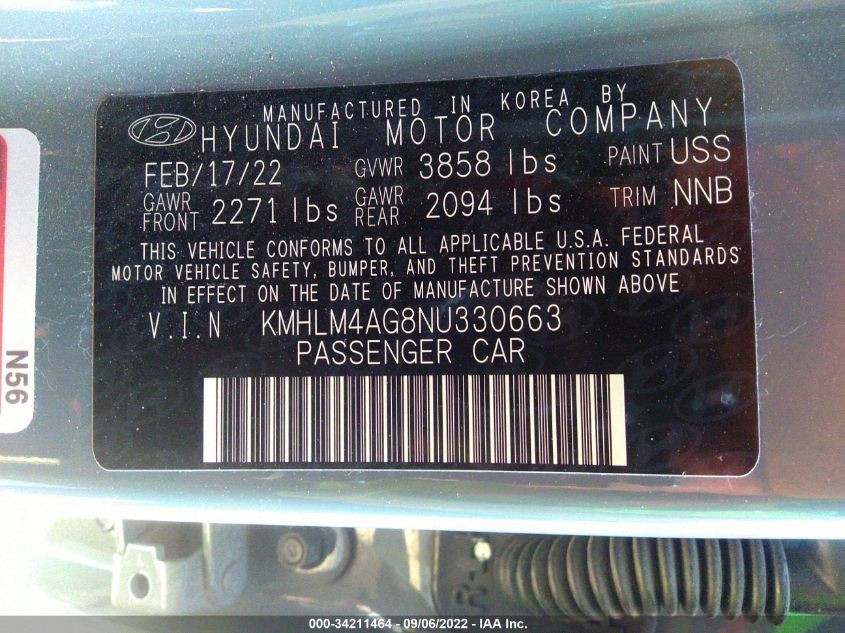 MANUFACTURED IN KOREA BY
HYUNDAI MOTOR COMPANY
FEB/17/22 GVWR 3858 lbs PAINT USS
GAWR FRONT 2271 lbs GAWR REAR 2094 lbs TRIM NNB
THIS VEHICLE CONFORMS TO ALL APPLICABLE U.S.A. FEDERAL
MOTOR VEHICLE SAFETY, BUMPER, AND THEFT PREVENTION STANDARDS
IN EFFECT ON THE DATE OF MANUFACTURE SHOWN ABOVE
V.I.N KMHLM4AG8NU330663
PASSENGER CAR
N56
000-34211464 - 09/06/2022 - IAA Inc.